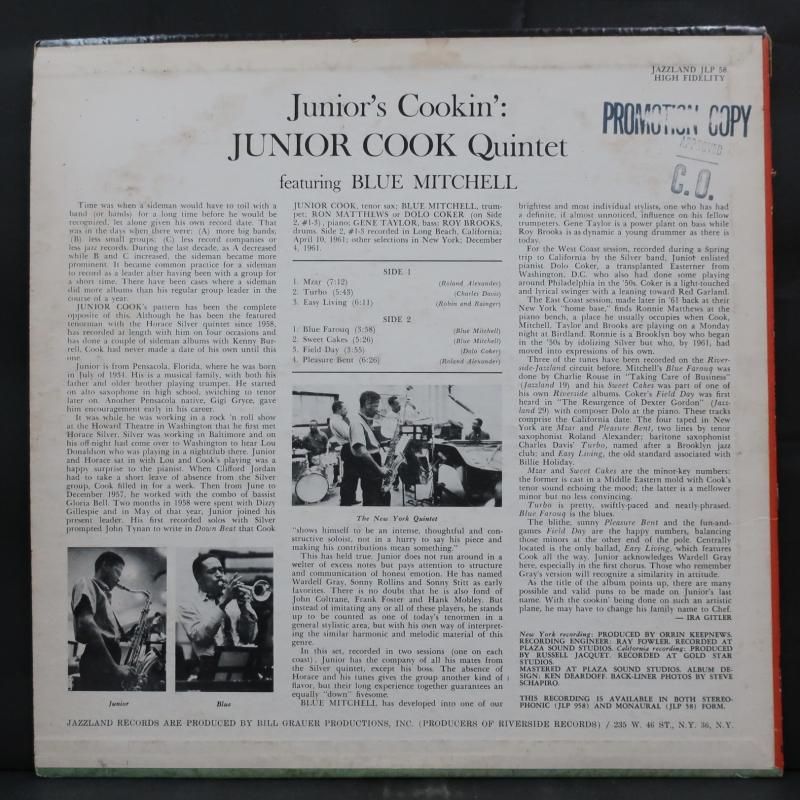 JAZZLAND JLP 58
HIGH FIDELITY
Junior's Cookin':
JUNIOR COOK Quintet
featuring BLUE MITCHELL
PROMOTION COPY
APPROVED
C.O.
Time was when a sideman would have to toil with a
band (or bands) for a long time before he would be
recognized, let alone given his own record date. That
was in the days when there were: (A) more big bands,
(B) less small groups; (C) less record companies or
less jazz records. During the last decade, as A decreased
while B and C increased, the sideman became more
prominent. It became common practice for a sideman
to record as a leader after having been with a group for
a short time. There have been cases where a sideman
did more albums than his regular group leader in the
course of a year.
JUNIOR COOK's pattern has been the complete
opposite of this. Although he has been the featured
tenorman with the Horace Silver quintet since 1958,
has recorded at length with him on four occasions and
has done a couple of sideman albums with Kenny Bur-
rell, Cook had never made a date of his own until this
one.
Junior is from Pensacola, Florida, where he was born
in July of 1934. His is a musical family, with both his
father and older brother playing trumpet. He started
on alto saxophone in high school, switching to tenor
later on. Another Pensacola native, Gigi Gryce, gave
him encouragement early in his career.
It was while he was working in a rock 'n roll show
at the Howard Theatre in Washington that he first met
Horace Silver. Silver was working in Baltimore and on
his off-night had come over to Washington to hear Lou
Donaldson who was playing in a nightclub there. Junior
and Horace sat in with Lou and Cook's playing was a
happy surprise to the pianist. When Clifford Jordan
had to take a short leave of absence from the Silver
group, Cook filled in for a week. Then from June to
December 1957, he worked with the combo of bassist
Gloria Bell. Two months in 1958 were spent with Dizzy
Gillespie and in May of that year, Junior joined his
present leader. His first recorded solos with Silver
prompted John Tynan to write in Down Beat that Cook
Junior
Blue
JUNIOR COOK, tenor sax; BLUE MITCHELL, trum-
pet; RON MATTHEWS or DOLO COKER (on Side
2, #1-3), piano; GENE TAYLOR, bass; ROY BROOKS,
drums. Side 2, #1-3 recorded in Long Beach, California;
April 10, 1961; other selections in New York; December
4, 1961.
SIDE 1
1. Mzar (7:12) (Roland Alexander)
2. Turbo (5:43) (Charles Davis)
3. Easy Living (6:11) (Robin and Rainger)
SIDE 2
1. Blue Farouq (3:58) (Blue Mitchell)
2. Sweet Cakes (5:26) (Blue Mitchell)
3. Field Day (3:55) (Dolo Coker)
4. Pleasure Bent (6:26) (Roland Alexander)
The New York Quintet
"shows himself to be an intense, thoughtful and con-
structive soloist, not in a hurry to say his piece and
making his contributions mean something."
This has held true. Junior does not run around in a
welter of excess notes but pays attention to structure
and communication of honest emotion. He has named
Wardell Gray, Sonny Rollins and Sonny Stitt as early
favorites. There is no doubt that he is also fond of
John Coltrane, Frank Foster and Hank Mobley. But
instead of imitating any or all of these players, he stands
up to be counted as one of today's tenormen in a
general stylistic area, but with his own way of interpret-
ing the similar harmonic and melodic material of this
genre.
In this set, recorded in two sessions (one on each
coast), Junior has the company of all his mates from
the Silver quintet, except his boss. The absence of
Horace and his tunes gives the group another kind of
flavor, but their long experience together guarantees an
equally "down" fivesome.
BLUE MITCHELL has developed into one of our
brightest and most individual stylists, one who has had
a definite, if almost unnoticed, influence on his fellow
trumpeters. Gene Taylor is a power plant on bass while
Roy Brooks is as dynamic a young drummer as there is
today.
For the West Coast session, recorded during a Spring
trip to California by the Silver band, Junior enlisted
pianist Dolo Coker, a transplanted Easterner from
Washington, D.C. who also had done some playing
around Philadelphia in the '50s. Coker is a light-touched
and lyrical swinger with a leaning toward Red Garland.
The East Coast session, made later in '61 back at their
New York "home base," finds Ronnie Matthews at the
piano bench, a place he usually occupies when Cook,
Mitchell, Taylor and Brooks are playing on a Monday
night at Birdland. Ronnie is a Brooklyn boy who began
in the '50s by idolizing Silver but who, by 1961, had
moved into expressions of his own.
Three of the tunes have been recorded on the River-
side-Jazzland circuit before. Mitchell's Blue Farouq was
done by Charlie Rouse in "Taking Care of Business"
(Jazzland 19) and his Sweet Cakes was part of one of
his own Riverside albums. Coker's Field Day was first
heard in "The Resurgence of Dexter Gordon" (Jazz-
land 29) with composer Dolo at the piano. These tracks
comprise the California date. The four taped in New
York are Mzar and Pleasure Bent, two lines by tenor
saxophonist Roland Alexander; baritone saxophonist
Charles Davis' Turbo, named after a Brooklyn jazz
club; and Easy Living, the old standard associated with
Billie Holiday.
Mzar and Sweet Cakes are the minor-key numbers:
the former is cast in a Middle Eastern mold with Cook's
tenor sound echoing the mood; the latter is a mellower
minor but no less convincing.
Turbo is pretty, swiftly-paced and neatly-phrased.
Blue Farouq is the blues.
The blithe, sunny Pleasure Bent and the fun-and-
games Field Day are the happy numbers, balancing
those minors at the other end of the pole. Centrally
located is the only ballad, Easy Living, which features
Cook all the way. Junior acknowledges Wardell Gray
here, especially in the first chorus. Those who remember
Gray's version will recognize a similarity in attitude.
As the title of the album points up, there are many
possible and valid puns to be made on Junior's last
name. With the cookin' being done on such an artistic
plane, he may have to change his family name to Chef.
— IRA GITLER
New York recording: PRODUCED BY ORRIN KEEPNEWS.
RECORDING ENGINEER: RAY FOWLER. RECORDED AT
PLAZA SOUND STUDIOS. California recording: PRODUCED
BY RUSSELL JACQUET. RECORDED AT GOLD STAR
STUDIOS.
MASTERED AT PLAZA SOUND STUDIOS. ALBUM DE-
SIGN: KEN DEARDOFF. BACK-LINER PHOTOS BY STEVE
SCHAPIRO.
THIS RECORDING IS AVAILABLE IN BOTH STEREO-
PHONIC (JLP 958) AND MONAURAL (JLP 58) FORM.
JAZZLAND RECORDS ARE PRODUCED BY BILL GRAUER PRODUCTIONS, INC. (PRODUCERS OF RIVERSIDE RECORDS) / 235 W. 46 ST., N.Y. 36, N.Y.